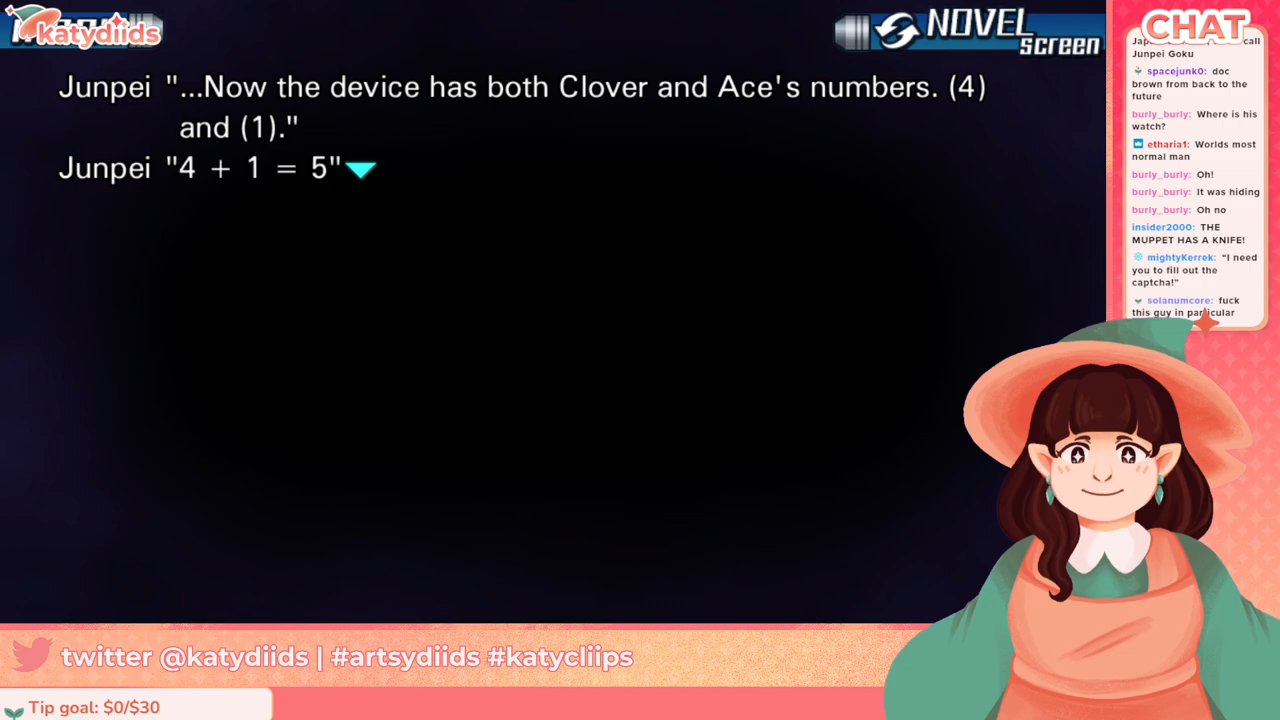 katydiids
NOVEL
Screen
Junpei "...Now the device has both Clover and Ace's numbers. (4)
and (1)."
Junpei "4 + 1 = 5"
CHAT
call
Junpei Goku
spacejunk0: doc
brown from back to the
future
burly_burly: Where is his
watch?
etharia1: Worlds most
normal man
burly_burly: Oh!
burly_burly: It was hiding
burly_burly: Oh no
insider2000: THE
MUPPET HAS A KNIFE!
mightyKerrek: “I need
you to fill out the
captcha!”
solanumcore: fuck
this guy in particular
twitter @katydiids | #artsydiids #katycliips
Tip goal: $0/$30